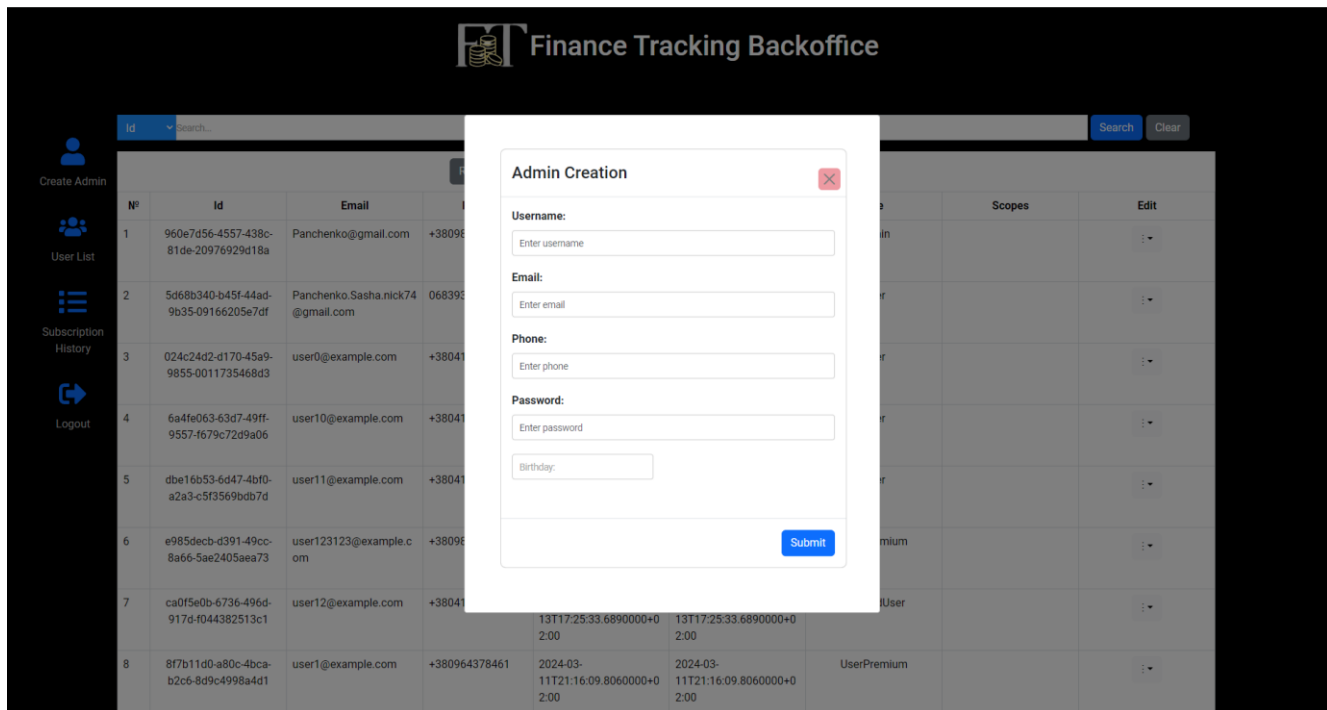 FT Finance Tracking Backoffice
Id Search... Search Clear
Create Admin
User List
Subscription
History
Logout
Admin Creation
Username:
Enter username
Email:
Enter email
Phone:
Enter phone
Password:
Enter password
Birthday:
Submit
Nº Id Email Scopes Edit
1 960e7d56-4557-438c- Panchenko@gmail.com +38098
81de-20976929d18a
2 5d68b340-b45f-44ad- Panchenko.Sasha.nick74 068393
9b35-09166205e7df @gmail.com
3 024c24d2-d170-45a9- user0@example.com +38041
9855-0011735468d3
4 6a4fe063-63d7-49ff- user10@example.com +38041
9557-f679c72d9a06
5 dbe16b53-6d47-4bf0- user11@example.com +38041
a2a3-c5f3569bdb7d
6 e985decb-d391-49cc- user123123@example.c +38098 mium
8a66-5ae2405aea73 om
7 ca0f5e0b-6736-496d- user12@example.com +38041 User
917d-f044382513c1 13T17:25:33.6890000+0 13T17:25:33.6890000+0
2:00 2:00
8 8f7b11d0-a80c-4bca- user1@example.com +380964378461 2024-03- 2024-03- UserPremium
b2c6-8d9c4998a4d1 11T21:16:09.8060000+0 11T21:16:09.8060000+0
2:00 2:00